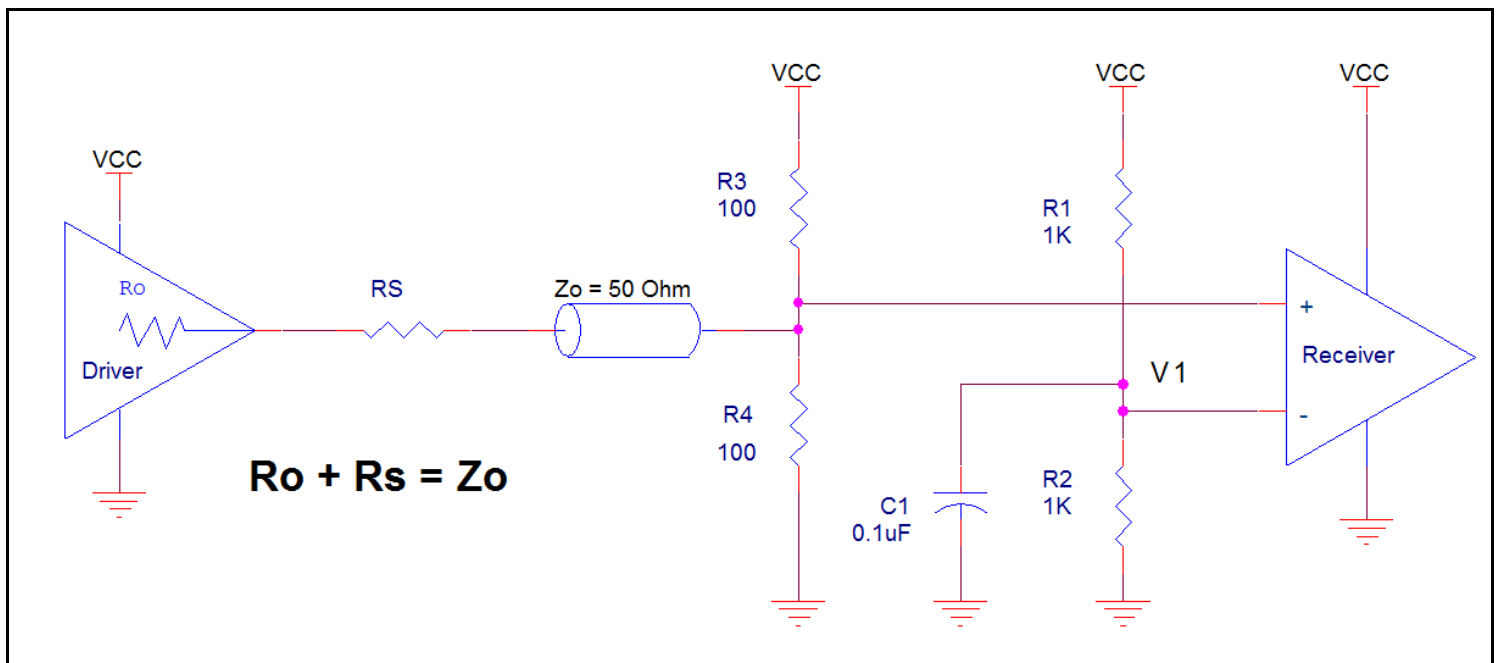 VCC
VCC
VCC
VCC
R3
100
R1
1K
Ro
RS
Zo = 50 Ohm
+
Driver
Receiver
V1
R4
100
-
Ro + Rs = Zo
C1
0.1uF
R2
1K